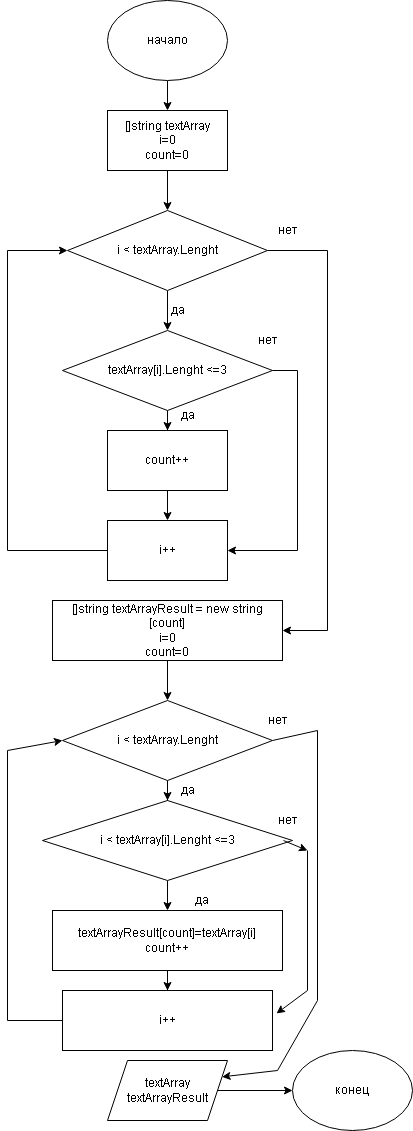 начало
[]string textArray
i=0
count=0
i < textArray.Lenght
нет
да
textArray[i].Lenght <=3
нет
да
count++
i++
[]string textArrayResult = new string
[count]
i=0
count=0
i < textArray.Lenght
нет
да
i < textArray[i].Lenght <=3
нет
да
textArrayResult[count]=textArray[i]
count++
i++
textArray
textArrayResult
конец